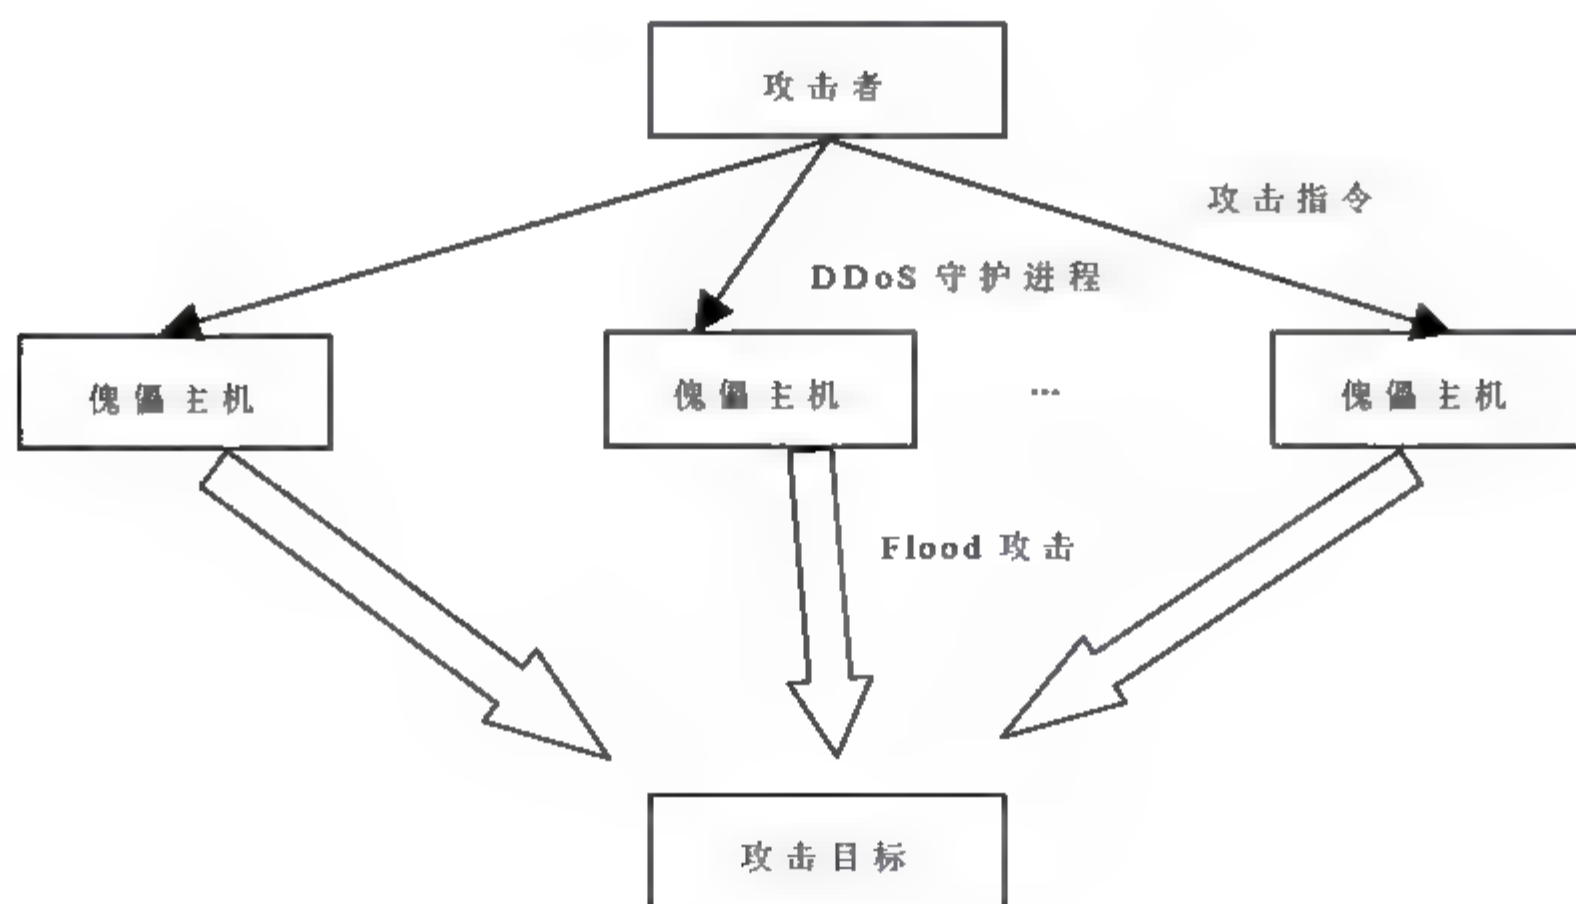 攻击者
攻击指令
DDoS 守护进程
傀儡主机
傀儡主机
...
傀儡主机
Flood 攻击
攻击目标